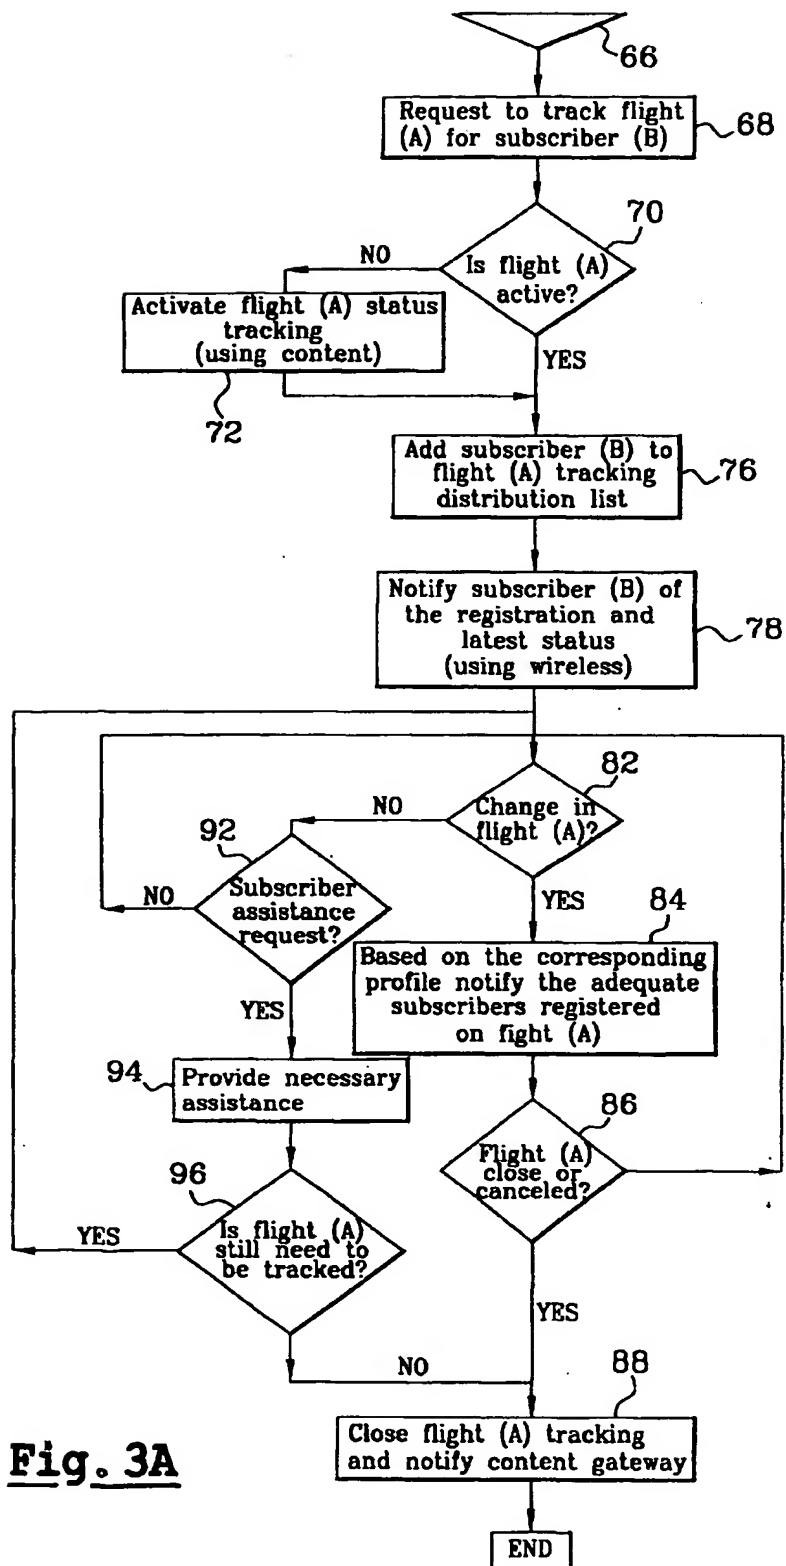 66
Request to track flight
(A) for subscriber (B)
68
70
Is flight (A)
active?
NO
YES
Activate flight (A) status
tracking
(using content)
72
Add subscriber (B) to
flight (A) tracking
distribution list
76
Notify subscriber (B) of
the registration and
latest status
(using wireless)
78
82
Change in
flight (A)?
NO
YES
92
Subscriber
assistance
request?
NO
YES
84
Based on the corresponding
profile notify the adequate
subscribers registered
on fight (A)
94
Provide necessary
assistance
86
Flight (A)
close or
canceled?
YES
96
Is flight (A)
still need to
be tracked?
YES
NO
88
Close flight (A) tracking
and notify content gateway
END
Fig. 3A